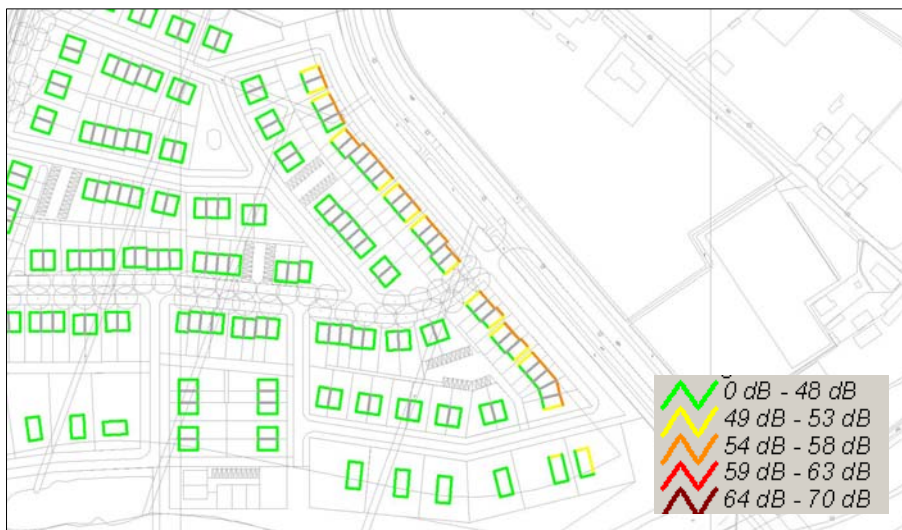 0 dB - 48 dB
49 dB - 53 dB
54 dB - 58 dB
59 dB - 63 dB
64 dB - 70 dB